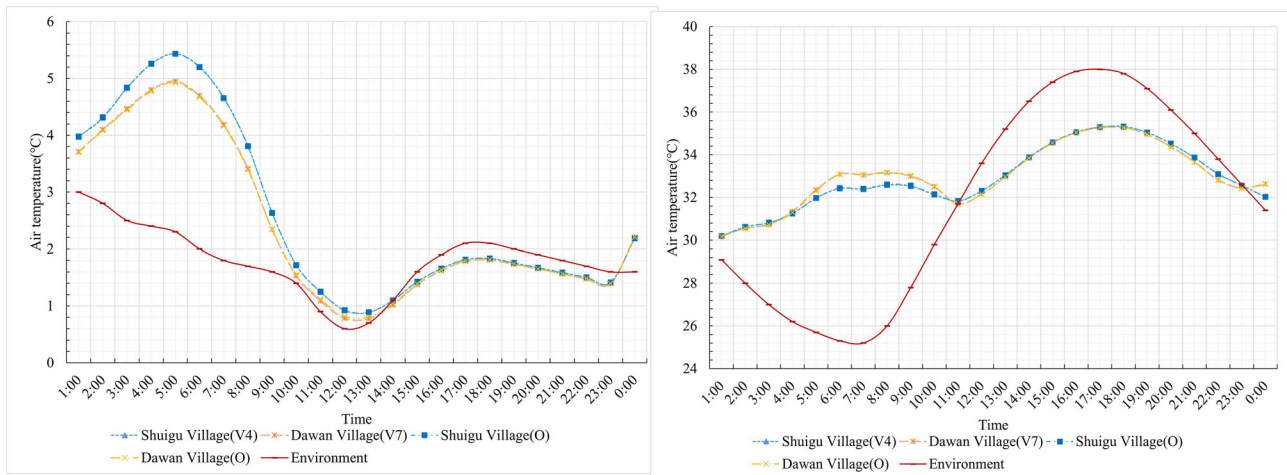 6
5
4
3
2
1
0
Air temperature(°C)
1:00 2:00 3:00 4:00 5:00 6:00 7:00 8:00 9:00 10:00 11:00 12:00 13:00 14:00 15:00 16:00 17:00 18:00 19:00 20:00 21:00 22:00 23:00 0:00
Time
Shuigu Village(V4) Dawan Village(V7) Shuigu Village(O)
Dawan Village(O) Environment
40
38
36
34
32
30
28
26
24
Air temperature(°C)
1:00 2:00 3:00 4:00 5:00 6:00 7:00 8:00 9:00 10:00 11:00 12:00 13:00 14:00 15:00 16:00 17:00 18:00 19:00 20:00 21:00 22:00 23:00 0:00
Time
Shuigu Village(V4) Dawan Village(V7) Shuigu Village(O)
Dawan Village(O) Environment